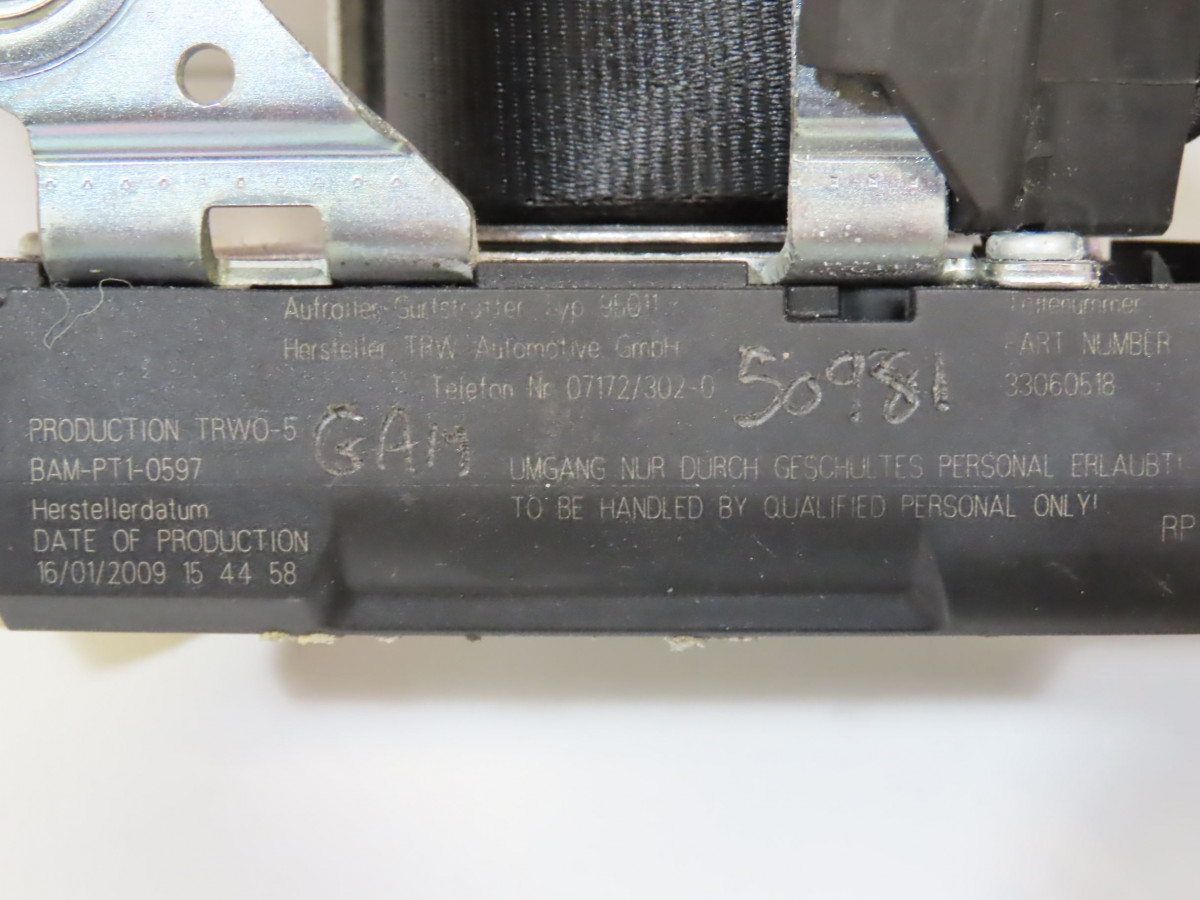 Aufroller-Gurtstraffer Typ 95011
Teilenummer
Hersteller TRW Automotive GmbH
PART NUMBER
Telefon Nr 07172/302-0
50981
33060518
PRODUCTION TRWO-5
GAM
BAM-PT1-0597
UMGANG NUR DURCH GESCHULTES PERSONAL ERLAUBT!
Herstellerdatum
TO BE HANDLED BY QUALIFIED PERSONAL ONLY!
RP
DATE OF PRODUCTION
16/01/2009 15 44 58